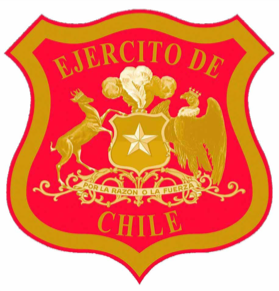 EJERCITO DE
POR LA RAZON O LA FUERZA
CHILE